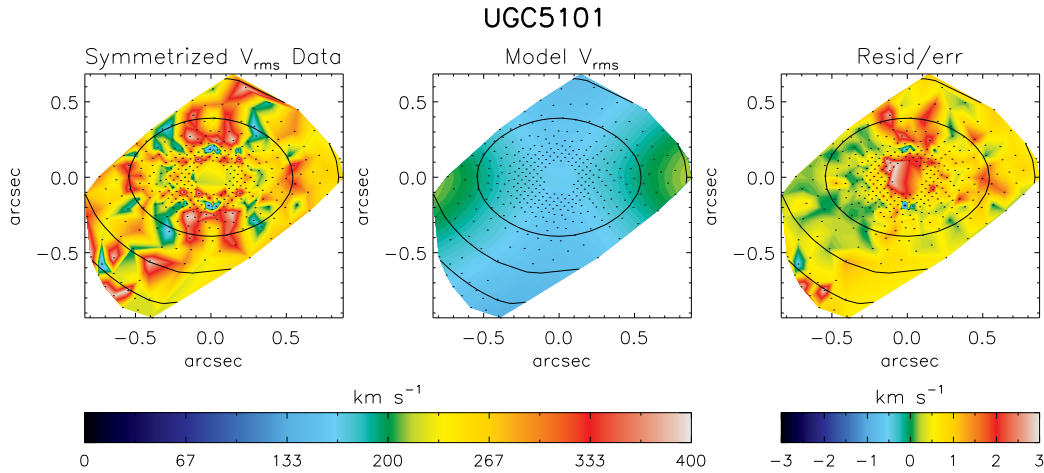 UGC5101
Symmetrized Vrms Data
Model Vrms
Resid/err
0.5
0.0
−0.5
arcsec
−0.5 0.0 0.5
arcsec
0.5
0.0
−0.5
arcsec
−0.5 0.0 0.5
arcsec
0.5
0.0
−0.5
arcsec
−0.5 0.0 0.5
arcsec
km s⁻¹
0 67 133 200 267 333 400
km s⁻¹
−3 −2 −1 0 1 2 3